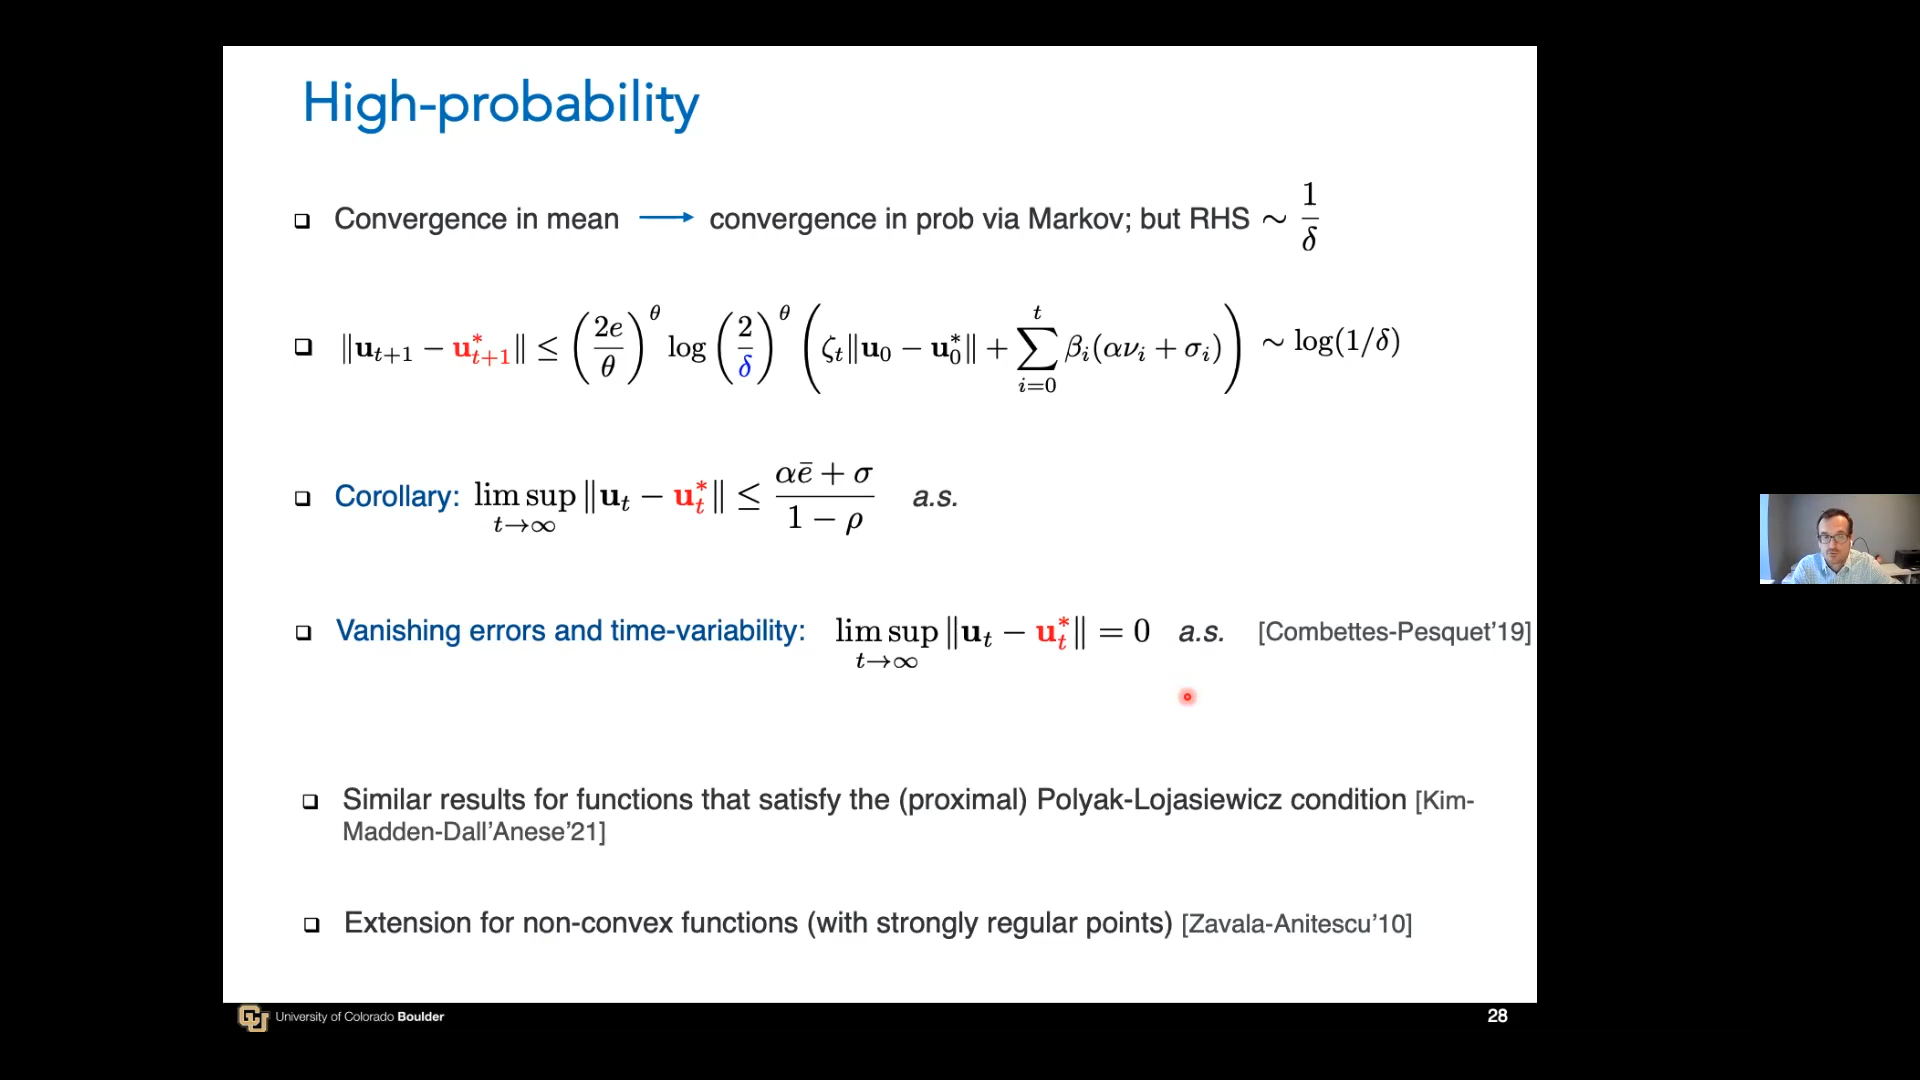 High-probability
Convergence in mean ⟶ convergence in prob via Markov; but RHS ∼ 1/δ
‖u_{t+1} − u*_{t+1}‖ ≤ (2e/θ)^θ log(2/δ)^θ (ζ_t‖u_0 − u*_0‖ + ∑_{i=0}^{t} β_i(αν_i + σ_i)) ∼ log(1/δ)
Corollary: lim sup_{t→∞} ‖u_t − u*_t‖ ≤ (αē + σ)/(1 − ρ) a.s.
Vanishing errors and time-variability: lim sup_{t→∞} ‖u_t − u*_t‖ = 0 a.s. [Combettes-Pesquet’19]
Similar results for functions that satisfy the (proximal) Polyak-Lojasiewicz condition [Kim-
Madden-Dall’Anese’21]
Extension for non-convex functions (with strongly regular points) [Zavala-Anitescu’10]
CU University of Colorado Boulder
28